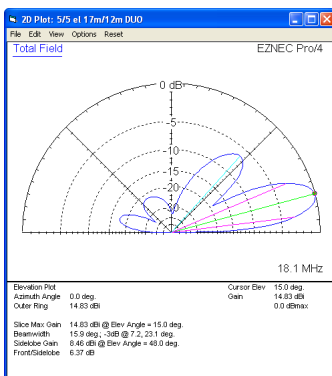 2D Plot: 5/5 el 17m/12m DUO
File Edit View Options Reset
Total Field EZNEC Pro/4
0 dB
-5
-10
-15
-20
-30
18.1 MHz
Elevation Plot Cursor Elev 15.0 deg.
Azimuth Angle 0.0 deg. Gain 14.83 dBi
Outer Ring 14.83 dBi 0.0 dBmax
Slice Max Gain 14.83 dBi @ Elev Angle = 15.0 deg.
Beamwidth 15.9 deg.; -3dB @ 7.2, 23.1 deg.
Sidelobe Gain 8.46 dBi @ Elev Angle = 48.0 deg.
Front/Sidelobe 6.37 dB